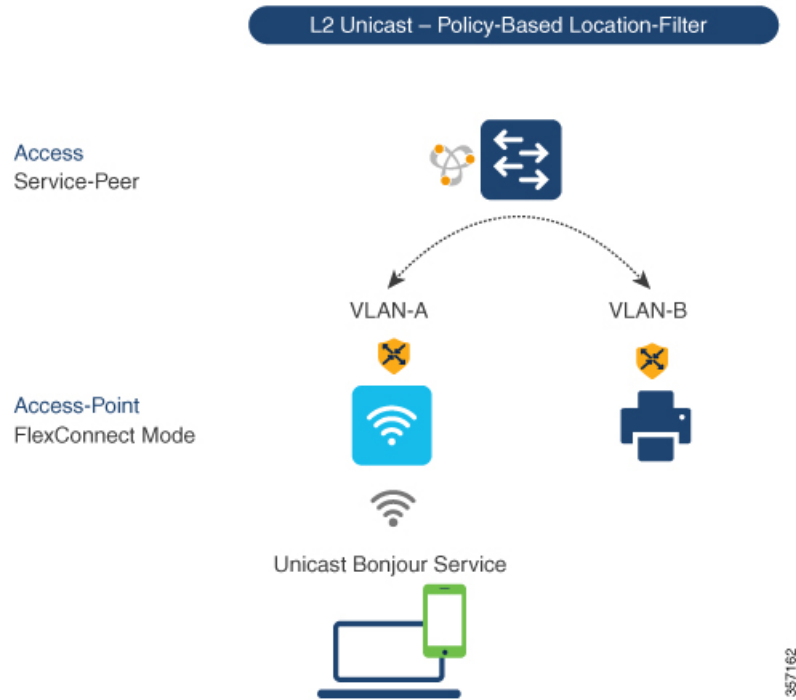 L2 Unicast – Policy-Based Location-Filter
Access
Service-Peer
VLAN-A
VLAN-B
Access-Point
FlexConnect Mode
Unicast Bonjour Service
357162